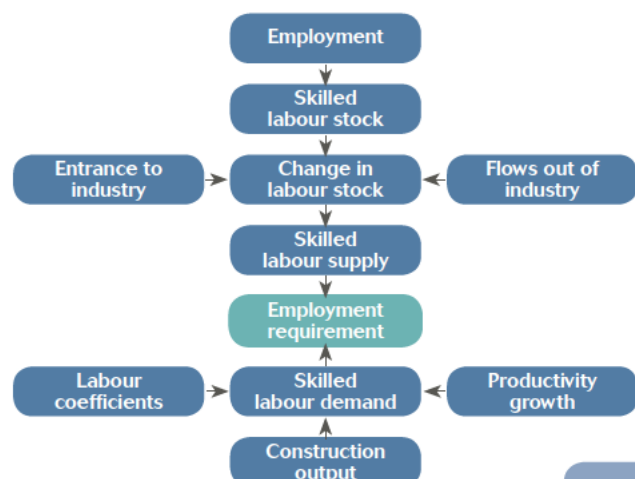 Employment
Skilled
labour stock
Entrance to
industry
Change in
labour stock
Flows out of
industry
Skilled
labour supply
Employment
requirement
Labour
coefficients
Skilled
labour demand
Productivity
growth
Construction
output